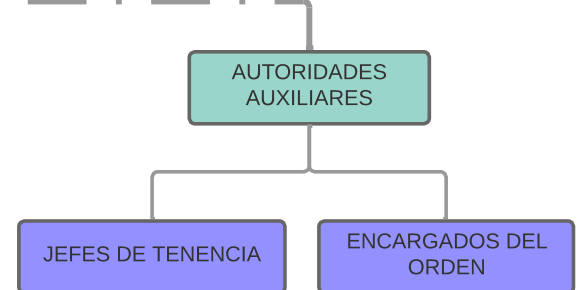 AUTORIDADES
AUXILIARES
JEFES DE TENENCIA
ENCARGADOS DEL
ORDEN